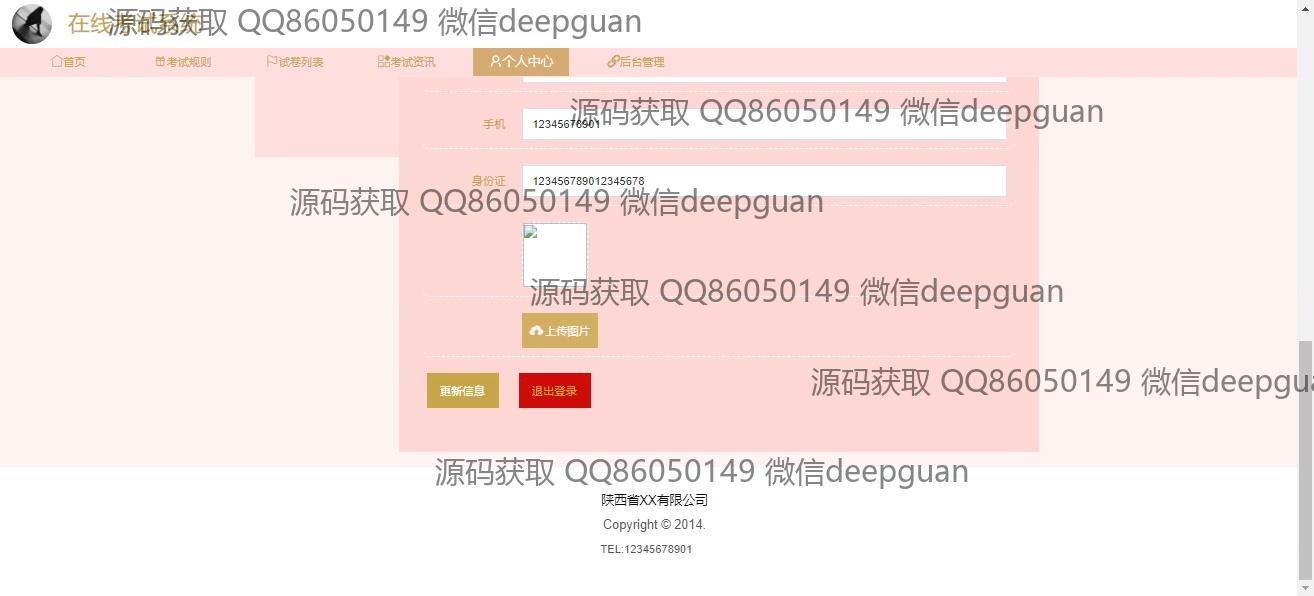 在线考试系统
源码获取 QQ86050149 微信deepguan
首页 考试规则 试卷列表 考试资讯 个人中心 后台管理
源码获取 QQ86050149 微信deepguan
手机 12345678901
身份证 123456789012345678
源码获取 QQ86050149 微信deepguan
源码获取 QQ86050149 微信deepguan
上传图片
源码获取 QQ86050149 微信deepgua
更新信息 退出登录
源码获取 QQ86050149 微信deepguan
陕西省XX有限公司
Copyright © 2014.
TEL:12345678901